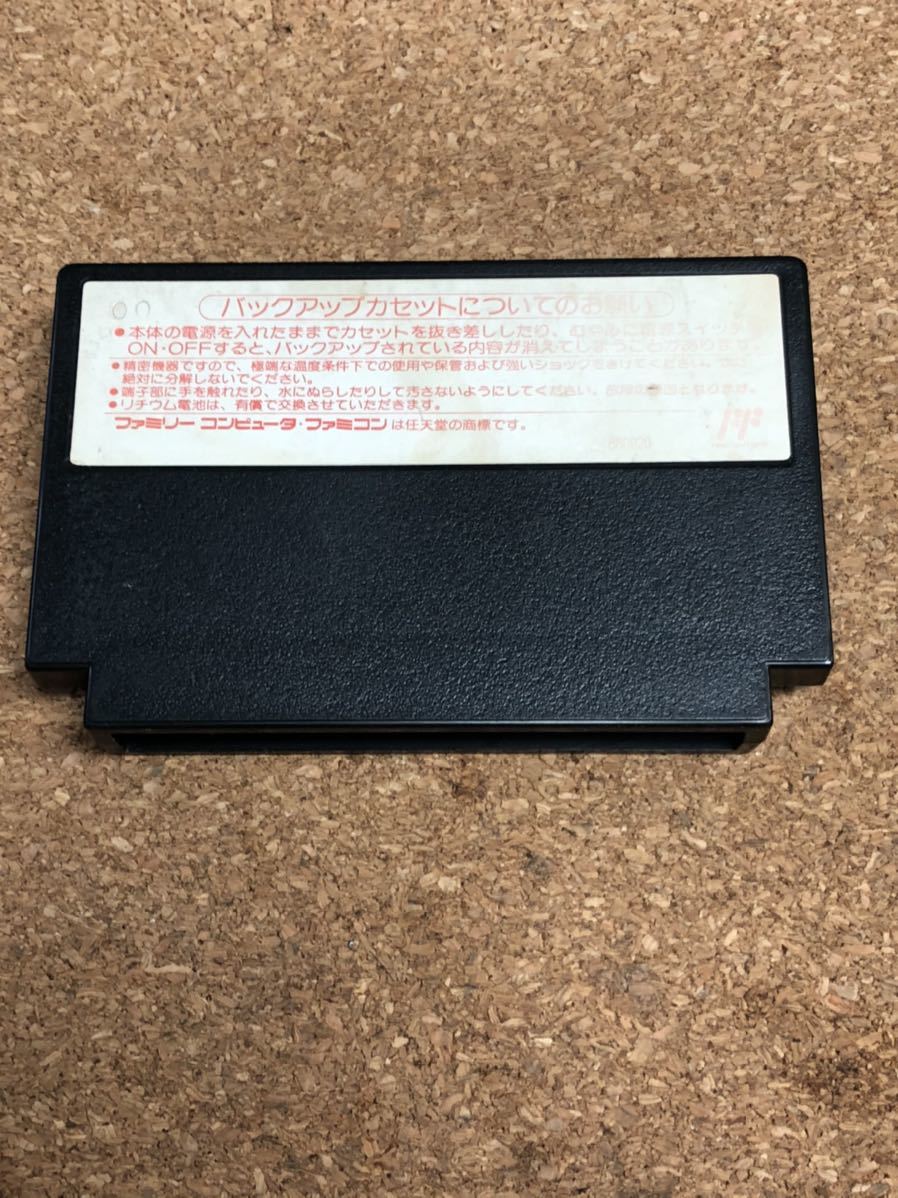 バックアップカセットについてのお願い
●本体の電源を入れたままでカセットを抜き差ししたり、
ON・OFFすると、バックアップされている内容が消えてしまうことがあります。
●精密機器ですので、極端な温度条件下での使用や保管および強いショックをさけてください。
絶対に分解しないでください。
●端子部に手を触れたり、水にぬらしたりして汚さないようにしてください。
●リチウム電池は、有償で交換させていただきます。
ファミリーコンピュータ・ファミコンは任天堂の商標です。